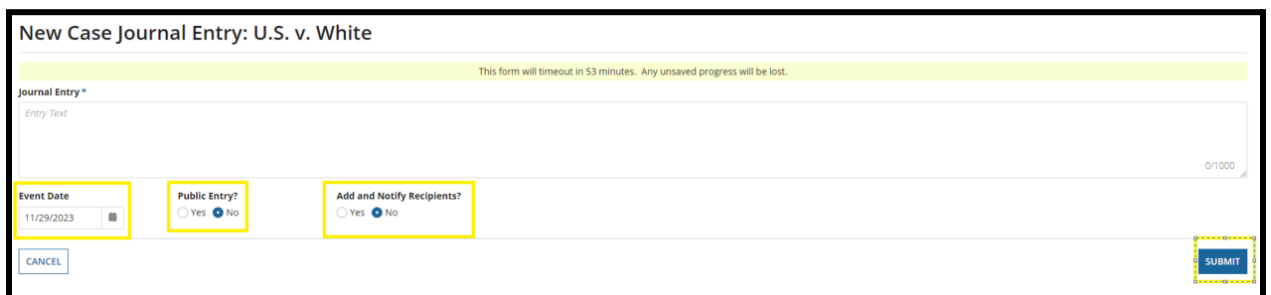 New Case Journal Entry: U.S. v. White
This form will timeout in 53 minutes. Any unsaved progress will be lost.
Journal Entry*
Entry Text
0/1000
Event Date Public Entry? Add and Notify Recipients?
11/29/2023 Yes No Yes No
CANCEL SUBMIT